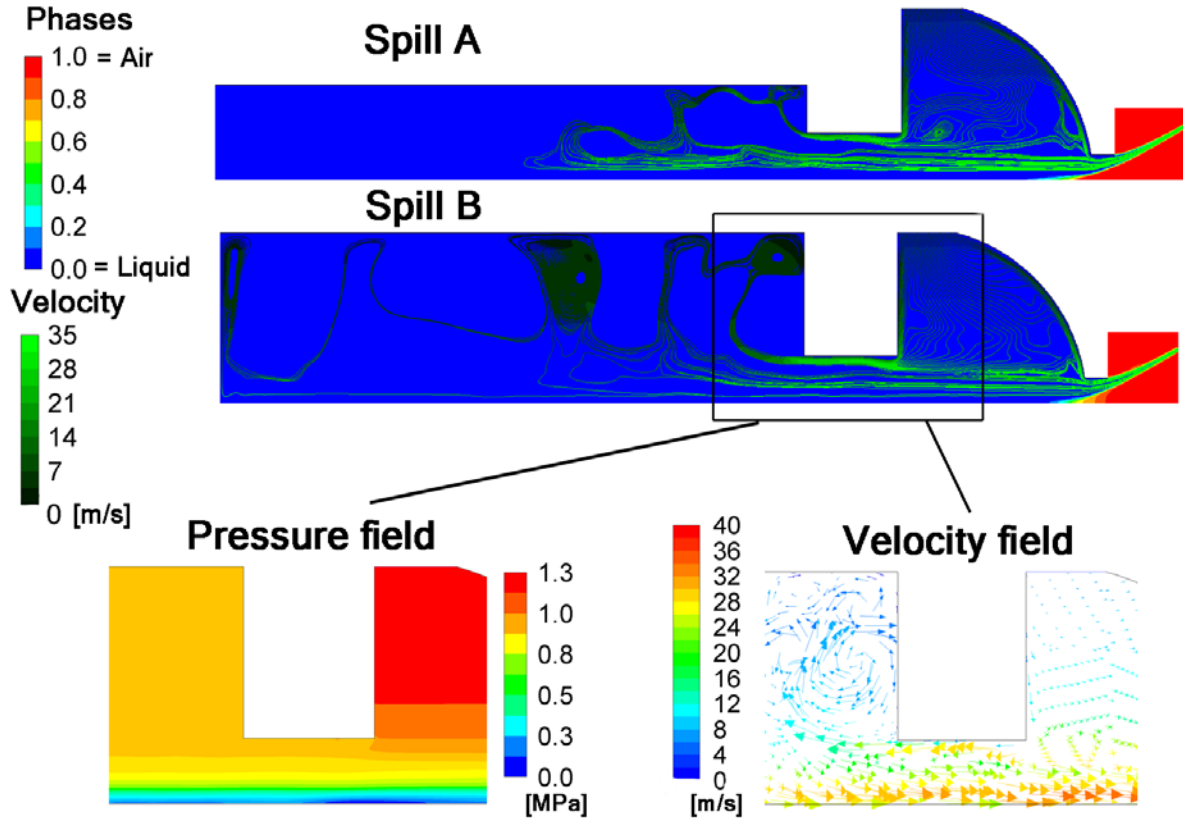 Phases
1.0 = Air
0.8
0.6
0.4
0.2
0.0 = Liquid
Velocity
35
28
21
14
7
0 [m/s]
Spill A
Spill B
Pressure field
1.3
1.0
0.8
0.5
0.3
0.0
[MPa]
Velocity field
40
36
32
28
24
20
16
12
8
4
0
[m/s]